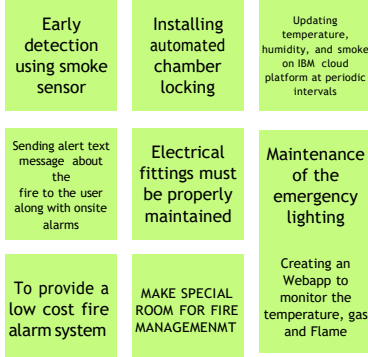 Early
detection
using smoke
sensor
Installing
automated
chamber
locking
Updating
temperature,
humidity, and smoke
on IBM cloud
platform at periodic
intervals
Sending alert text
message about
the
fire to the user
along with onsite
alarms
Electrical
fittings must
be properly
maintained
Maintenance
of the
emergency
lighting
To provide a
low cost fire
alarm system
MAKE SPECIAL
ROOM FOR FIRE
MANAGEMENMT
Creating an
Webapp to
monitor the
temperature, gas
and Flame